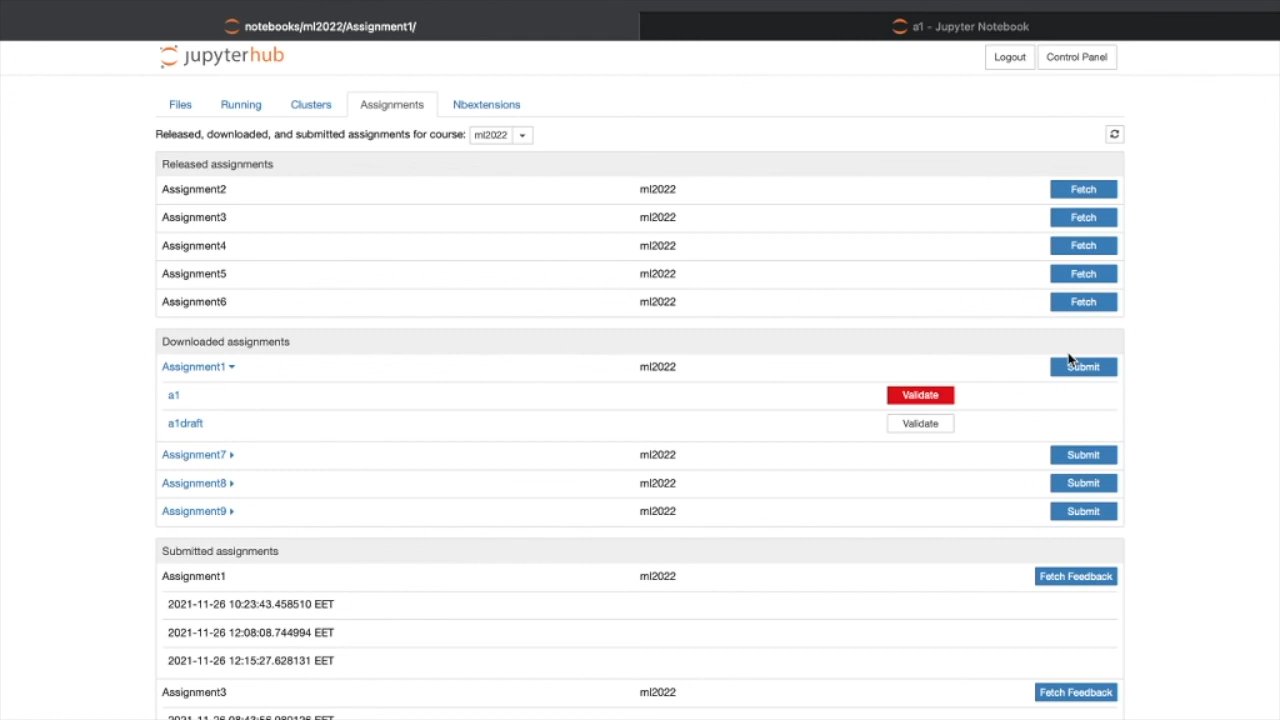 notebooks/ml2022/Assignment1/ a1 - Jupyter Notebook
jupyterhub Logout Control Panel
Files Running Clusters Assignments Nbextensions
Released, downloaded, and submitted assignments for course: ml2022
Released assignments
Assignment2 ml2022 Fetch
Assignment3 ml2022 Fetch
Assignment4 ml2022 Fetch
Assignment5 ml2022 Fetch
Assignment6 ml2022 Fetch
Downloaded assignments
Assignment1 ml2022 Submit
a1 Validate
a1draft Validate
Assignment7 ml2022 Submit
Assignment8 ml2022 Submit
Assignment9 ml2022 Submit
Submitted assignments
Assignment1 ml2022 Fetch Feedback
2021-11-26 10:23:43.458510 EET
2021-11-26 12:08:08.744994 EET
2021-11-26 12:15:27.628131 EET
Assignment3 ml2022 Fetch Feedback